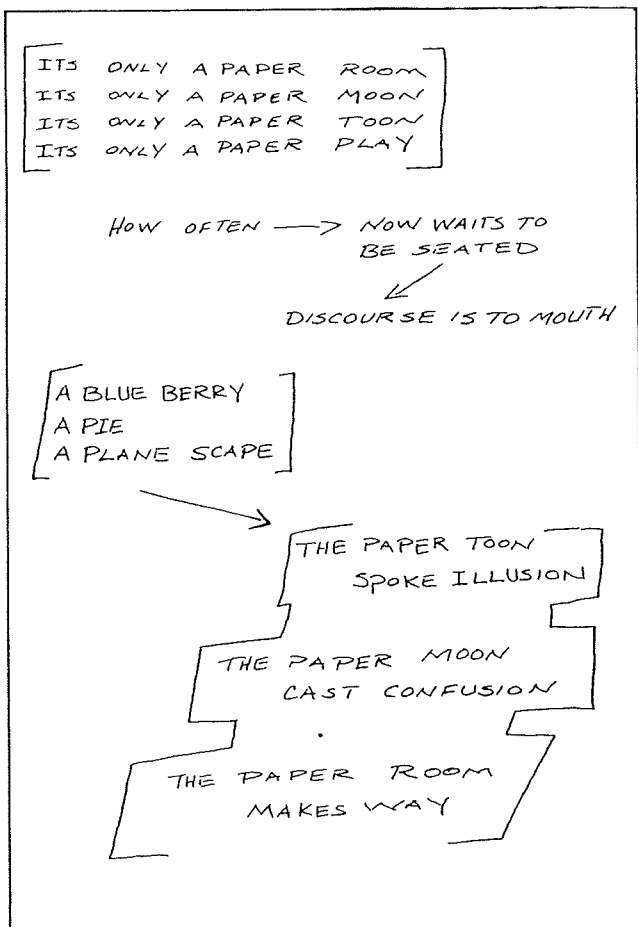 ITS ONLY A PAPER ROOM
ITS ONLY A PAPER MOON
ITS ONLY A PAPER TOON
ITS ONLY A PAPER PLAY
HOW OFTEN → NOW WAITS TO
BE SEATED
DISCOURSE IS TO MOUTH
A BLUE BERRY
A PIE
A PLANE SCAPE
THE PAPER TOON
SPOKE ILLUSION
THE PAPER MOON
CAST CONFUSION
THE PAPER ROOM
MAKES WAY